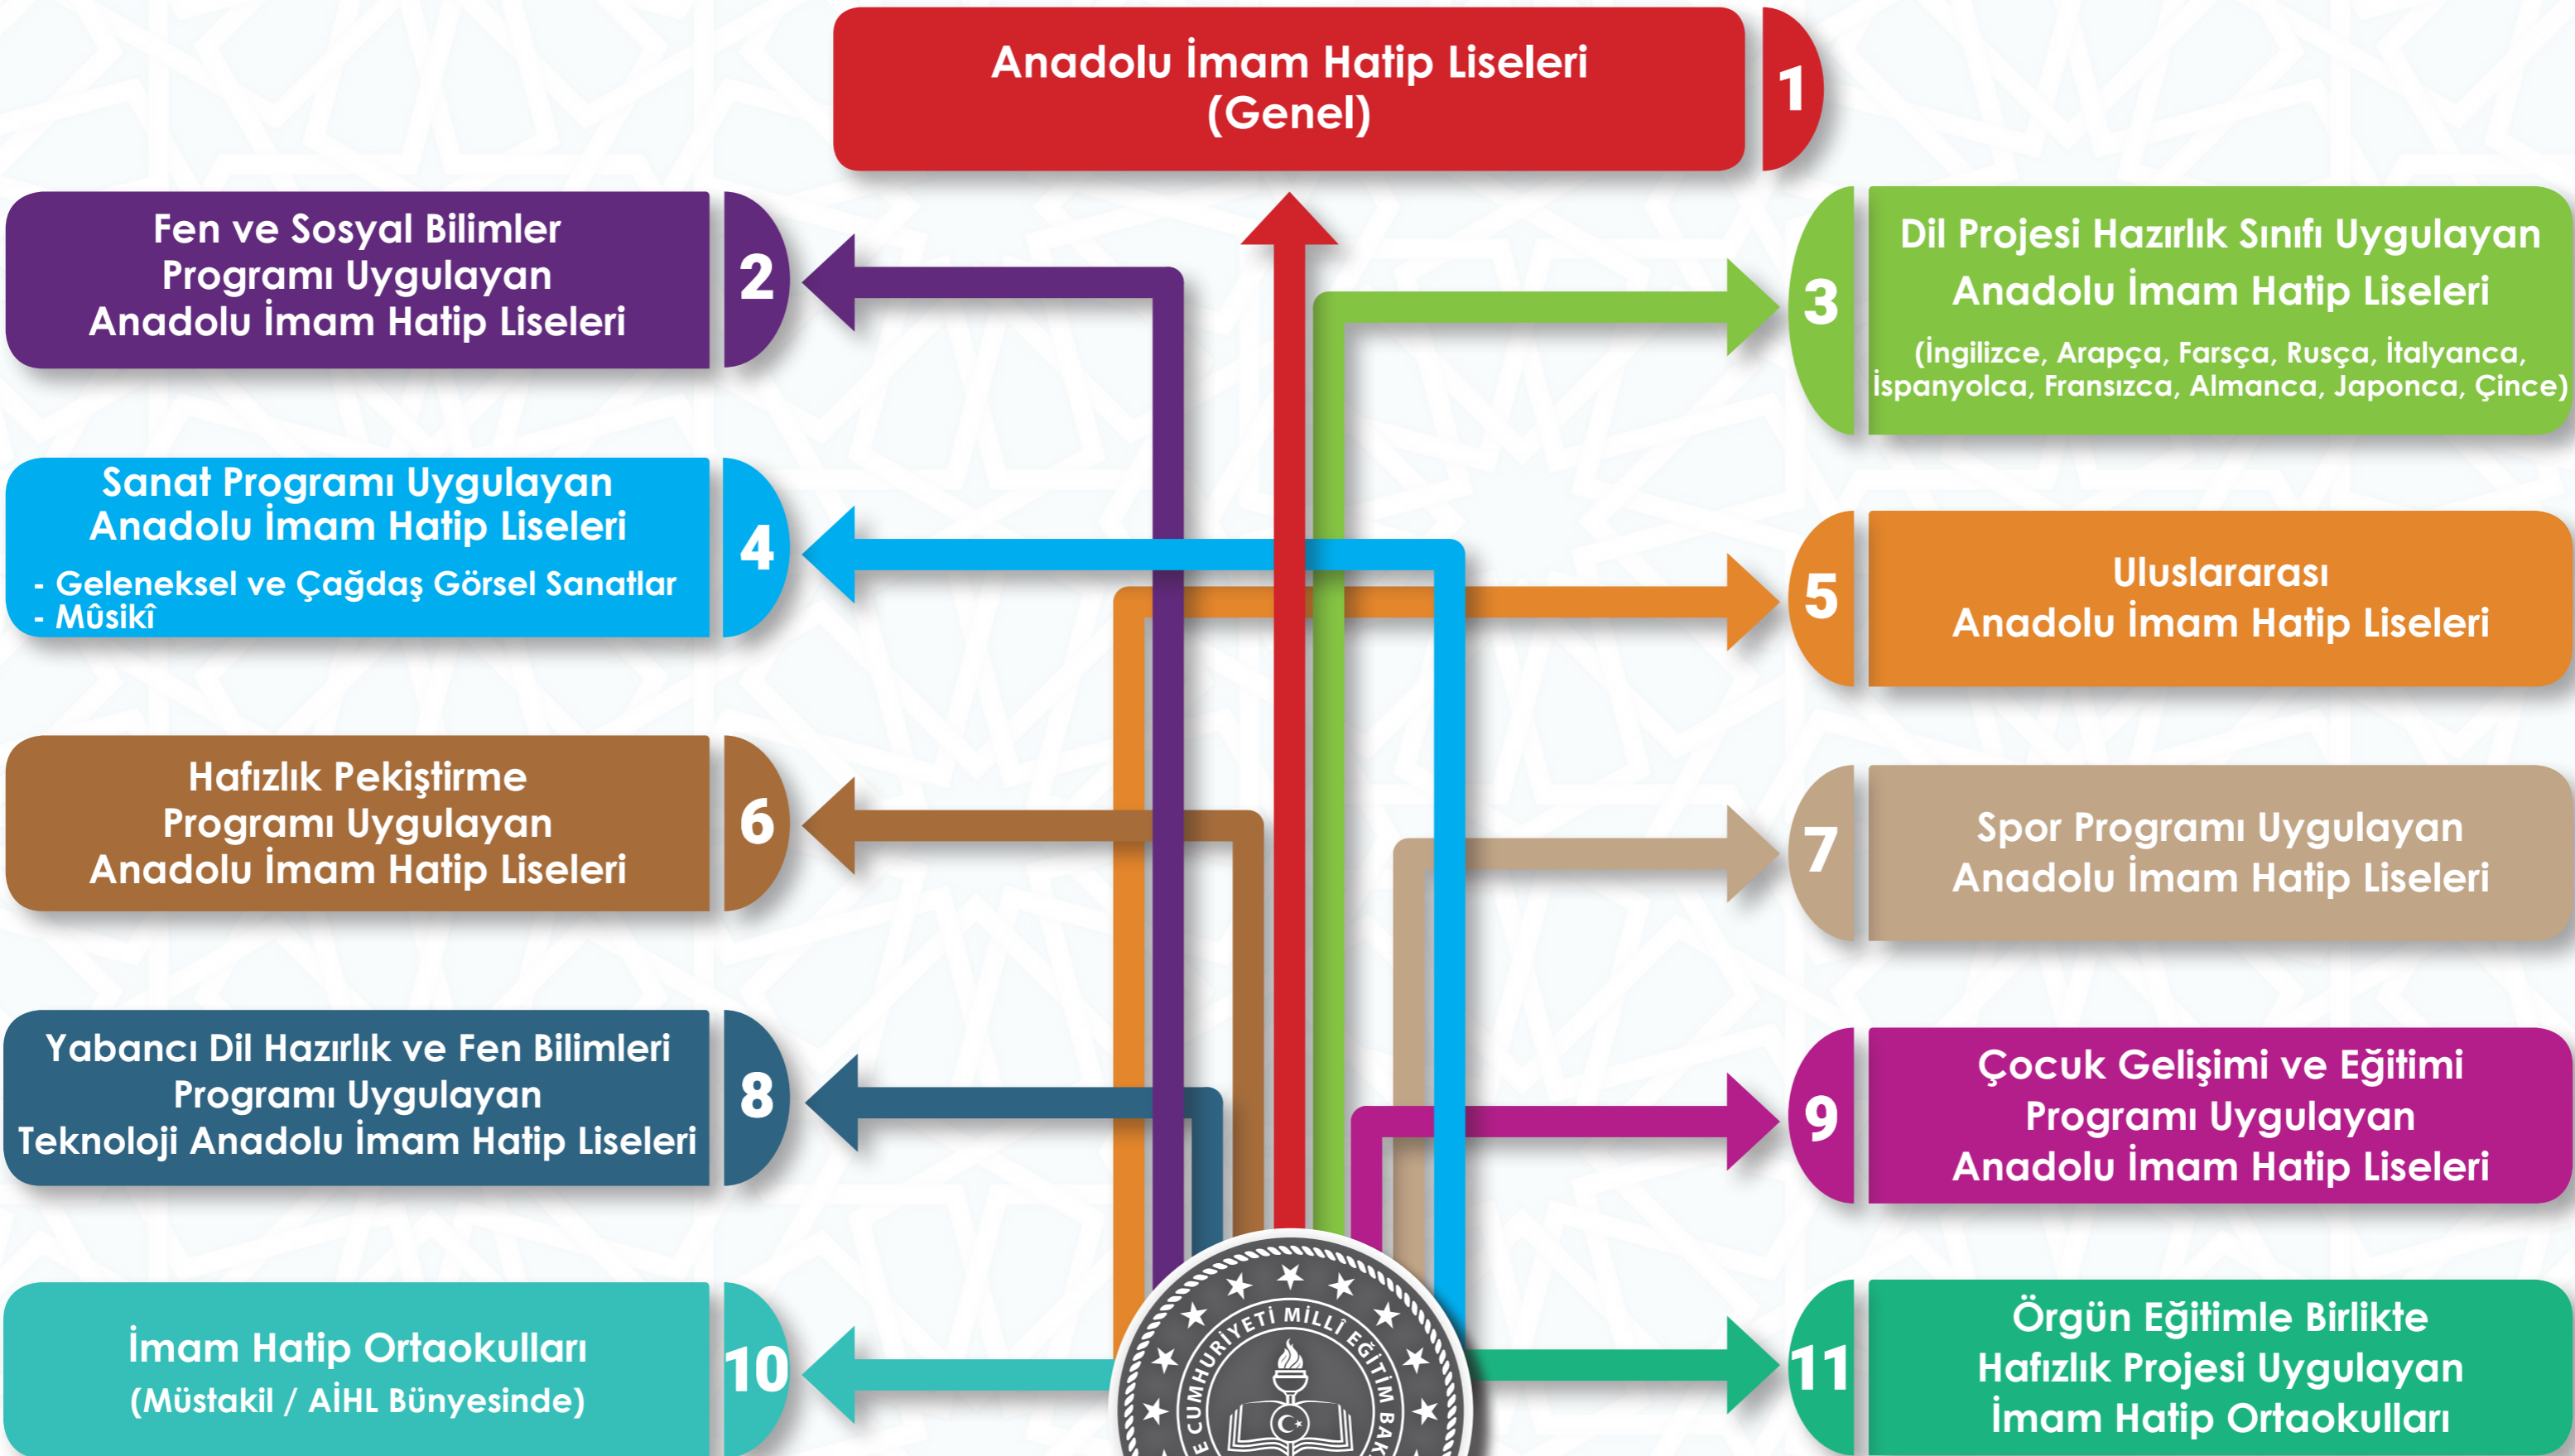 Anadolu İmam Hatip Liseleri
(Genel)
1
Fen ve Sosyal Bilimler
Programı Uygulayan
Anadolu İmam Hatip Liseleri
2
3
Dil Projesi Hazırlık Sınıfı Uygulayan
Anadolu İmam Hatip Liseleri
(İngilizce, Arapça, Farsça, Rusça, İtalyanca,
İspanyolca, Fransızca, Almanca, Japonca, Çince)
Sanat Programı Uygulayan
Anadolu İmam Hatip Liseleri
- Geleneksel ve Çağdaş Görsel Sanatlar
- Mûsikî
4
5
Uluslararası
Anadolu İmam Hatip Liseleri
Hafızlık Pekiştirme
Programı Uygulayan
Anadolu İmam Hatip Liseleri
6
7
Spor Programı Uygulayan
Anadolu İmam Hatip Liseleri
Yabancı Dil Hazırlık ve Fen Bilimleri
Programı Uygulayan
Teknoloji Anadolu İmam Hatip Liseleri
8
9
Çocuk Gelişimi ve Eğitimi
Programı Uygulayan
Anadolu İmam Hatip Liseleri
İmam Hatip Ortaokulları
(Müstakil / AİHL Bünyesinde)
10
11
Örgün Eğitimle Birlikte
Hafızlık Projesi Uygulayan
İmam Hatip Ortaokulları
CUMHURİYETİ MİLLÎ EĞİTİM